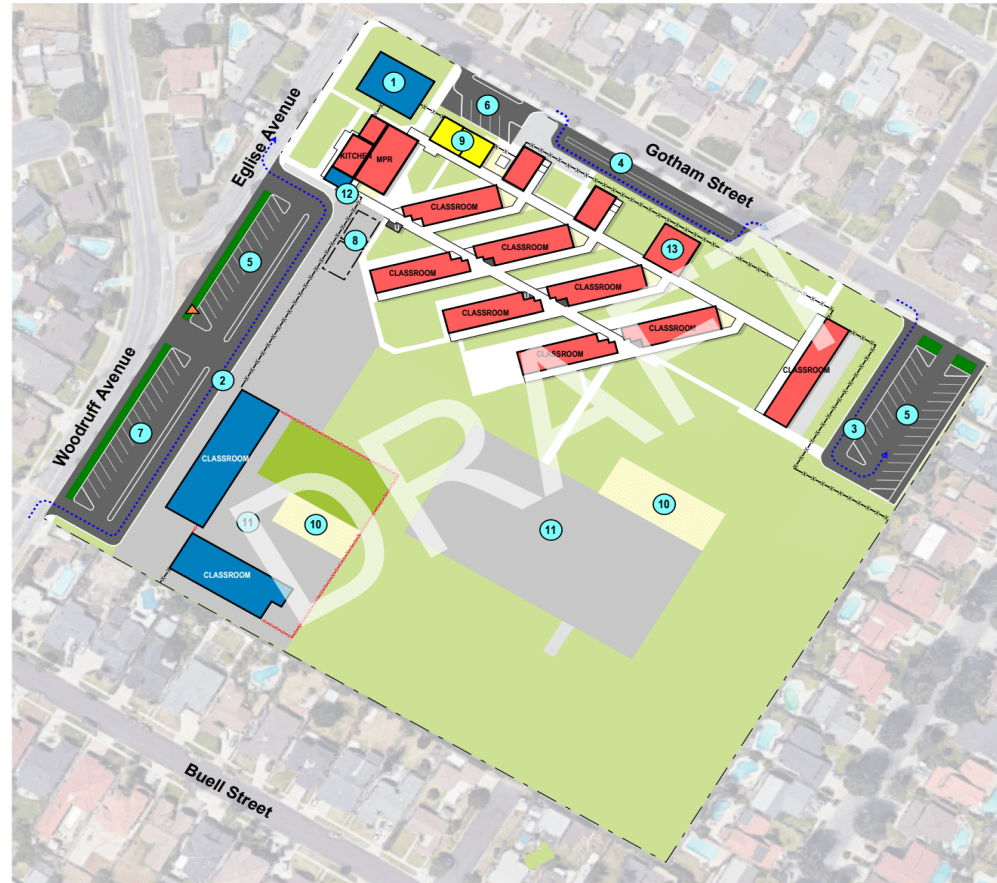 1
6
Eglise Avenue
9
KITCHEN
MPR
4
Gotham Street
12
CLASSROOM
8
CLASSROOM
13
5
CLASSROOM
CLASSROOM
CLASSROOM
CLASSROOM
CLASSROOM
CLASSROOM
Woodruff Avenue
2
7
3
5
CLASSROOM
10
10
11
11
CLASSROOM
DRAFT
Buell Street